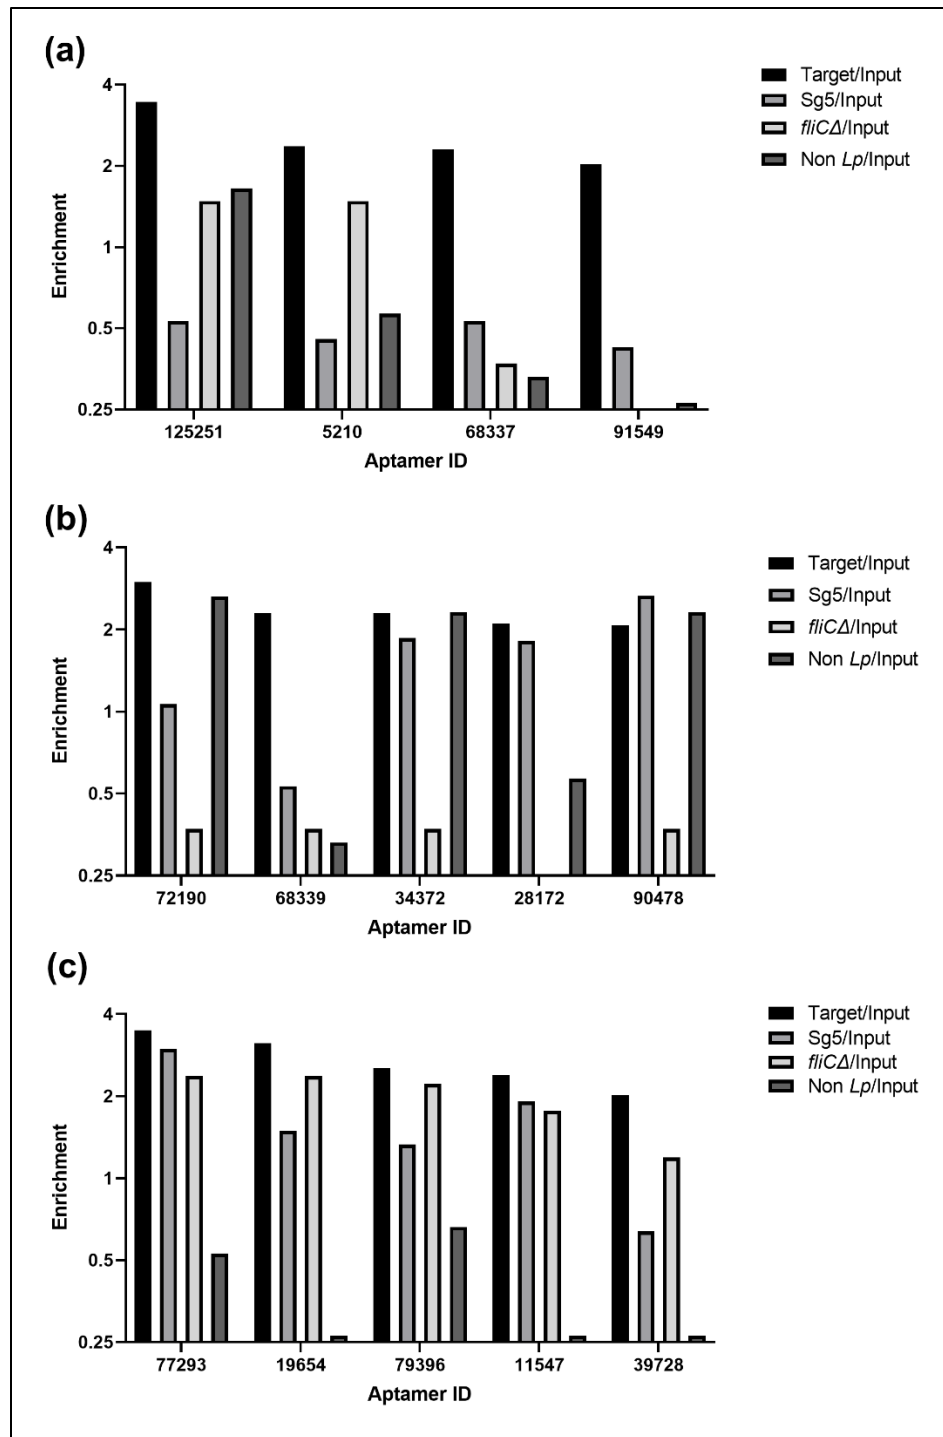 (a)
4
2
1
0.5
0.25
Enrichment
125251 5210 68337 91549
Aptamer ID
Target/Input
Sg5/Input
fliCΔ/Input
Non Lp/Input
(b)
4
2
1
0.5
0.25
Enrichment
72190 68339 34372 28172 90478
Aptamer ID
Target/Input
Sg5/Input
fliCΔ/Input
Non Lp/Input
(c)
4
2
1
0.5
0.25
Enrichment
77293 19654 79396 11547 39728
Aptamer ID
Target/Input
Sg5/Input
fliCΔ/Input
Non Lp/Input